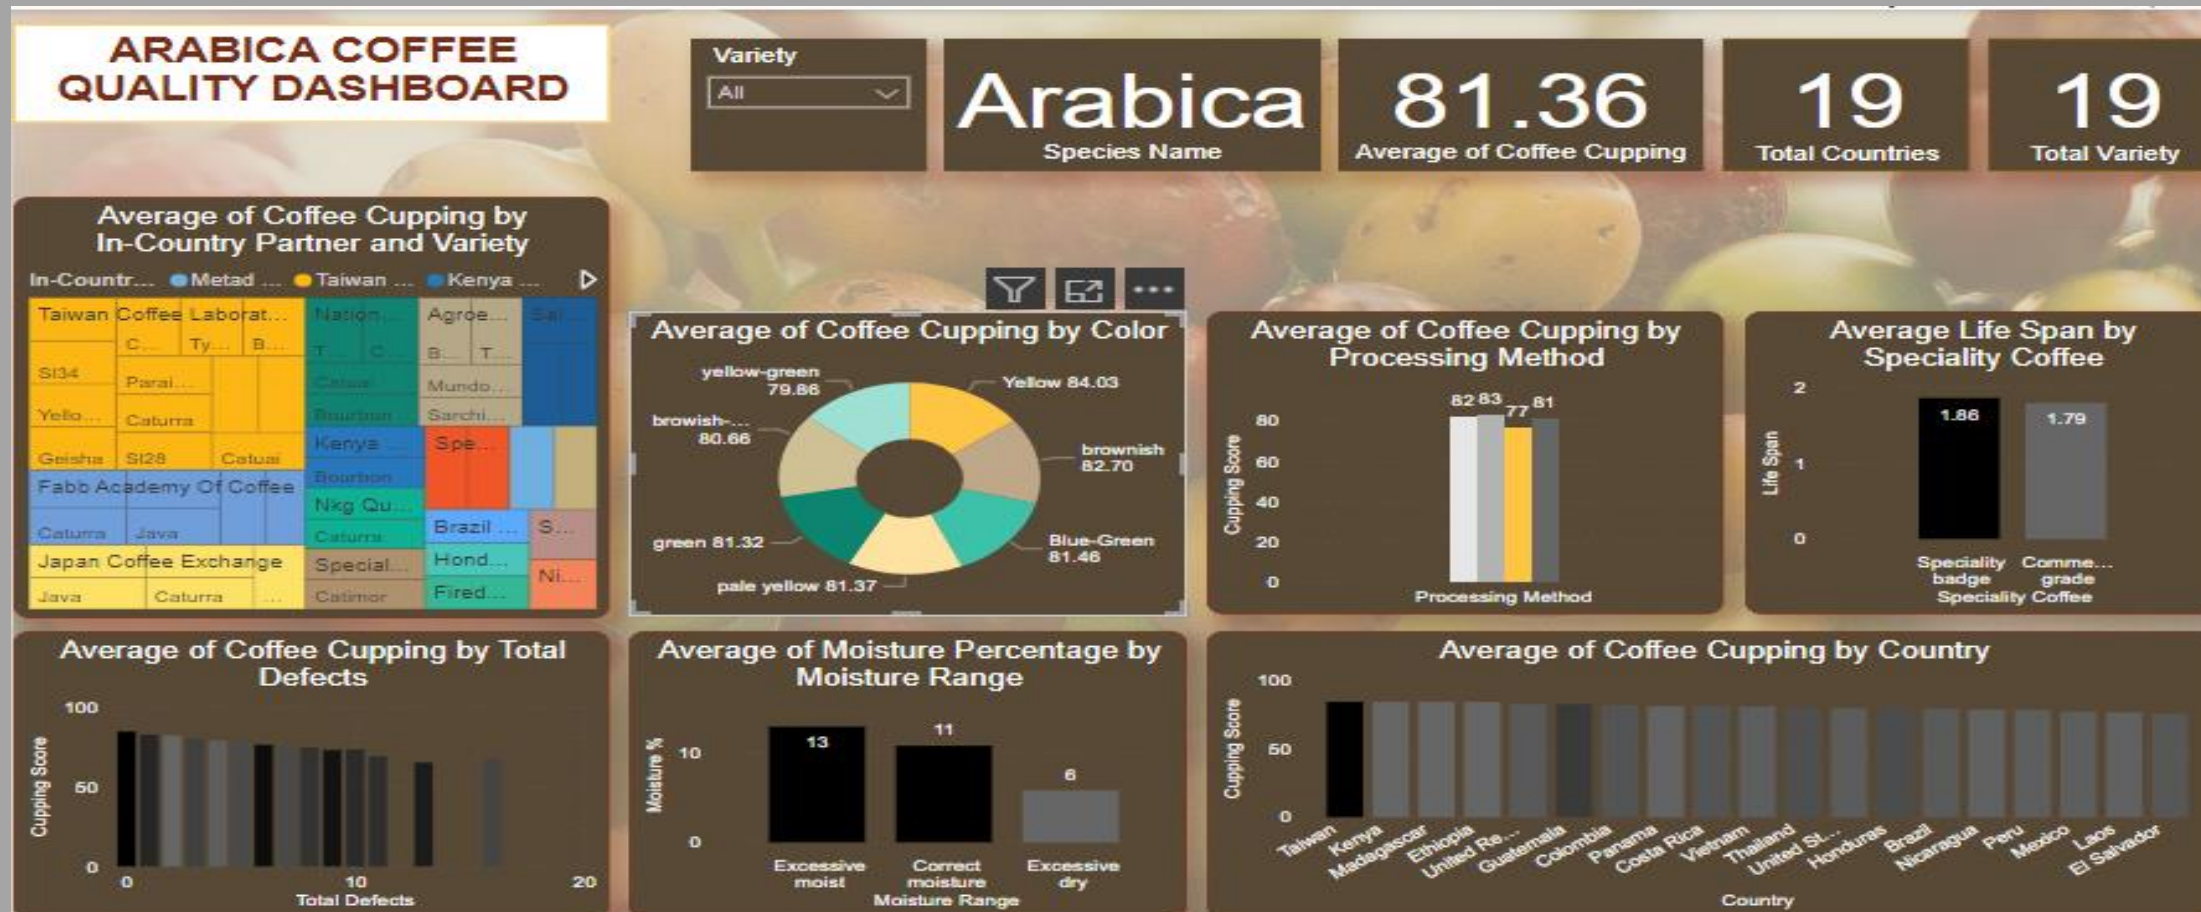 ARABICA COFFEE
QUALITY DASHBOARD
Variety
All
Arabica
Species Name
81.36
Average of Coffee Cupping
19
Total Countries
19
Total Variety
Average of Coffee Cupping by
In-Country Partner and Variety
In-Countr... Metad ... Taiwan ... Kenya ...
Taiwan Coffee Laborat...
C... Ty... B...
SI34
Parai...
Yello...
Caturra
Geisha SI28 Catuai
Fabb Academy Of Coffee
Caturra Java
Japan Coffee Exchange
Java Caturra ...
Nation...
T... C...
Catuai
Bourbon
Kenya
Bourbon
Nkg Qu...
Caturra
Special...
Catimor
Agroe...
B... T...
Mundo...
Sarchi...
Sal...
Spe...
Brazil ...
S...
Hond...
Ni...
Fired...
Average of Coffee Cupping by Color
yellow-green
79.86
Yellow 84.03
browish-...
80.66
brownish
82.70
green 81.32
Blue-Green
81.46
pale yellow 81.37
Average of Coffee Cupping by
Processing Method
Cupping Score
80
60
40
20
0
82 83 77 81
Processing Method
Average Life Span by
Speciality Coffee
Life Span
2
1
0
1.86
1.79
Speciality
badge
Comme...
grade
Speciality Coffee
Average of Coffee Cupping by Total
Defects
Cupping Score
100
50
0
0 10 20
Total Defects
Average of Moisture Percentage by
Moisture Range
Moisture %
10
0
13
11
6
Excessive
moist
Correct
moisture
Excessive
dry
Moisture Range
Average of Coffee Cupping by Country
Cupping Score
100
50
0
Taiwan
Kenya
Madagascar
Ethiopia
United Re...
Guatemala
Colombia
Panama
Costa Rica
Vietnam
Thailand
United St...
Honduras
Brazil
Nicaragua
Peru
Mexico
Laos
El Salvador
Country